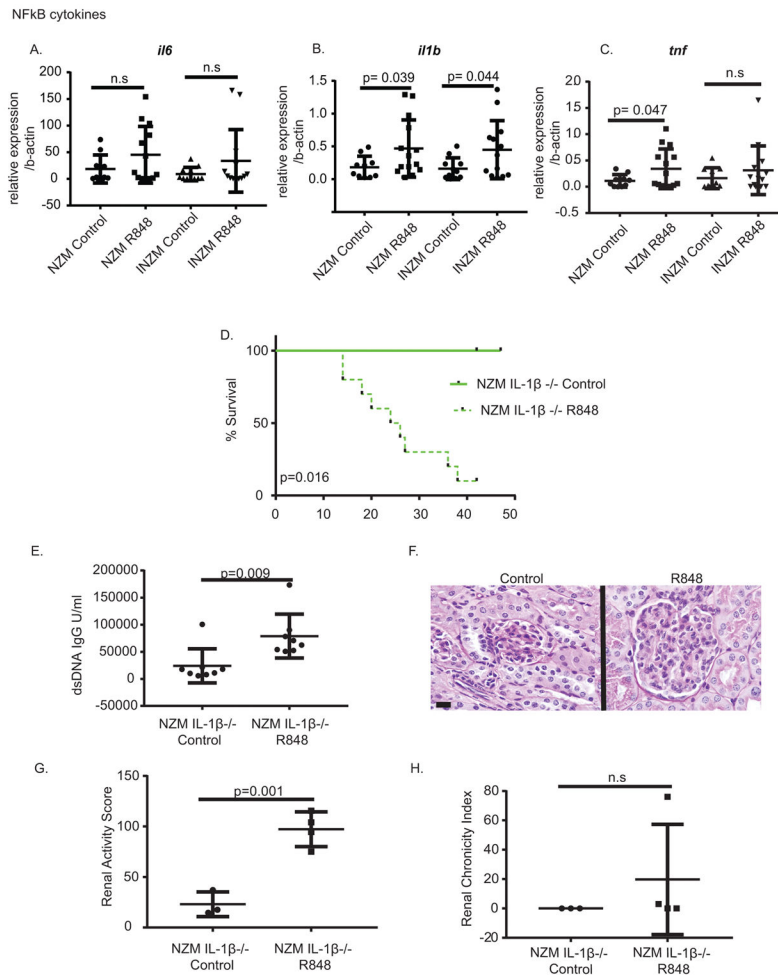 NFkB cytokines
A.
il6
n.s
n.s
relative expression
/b-actin
200
150
100
50
0
-50
50
NZM Control
NZM R848
INZM Control
INZM R848
B.
il1b
p= 0.039
p= 0.044
relative expression
/b-actin
1.5
1.0
0.5
0.0
0.5
NZM Control
NZM R848
INZM Control
INZM R848
C.
tnf
n.s
p= 0.047
relative expression
/b-actin
2.0
1.5
1.0
0.5
0.0
0.5
NZM Control
NZM R848
INZM Control
INZM R848
D.
% Survival
100
50
0
0
10
20
30
40
50
NZM IL-1β -/- Control
NZM IL-1β -/- R848
p=0.016
E.
dsDNA IgG U/ml
200000
150000
100000
50000
0
-50000
p=0.009
NZM IL-1β-/-
Control
NZM IL-1β-/-
R848
F.
Control
R848
G.
Renal Activity Score
150
100
50
0
p=0.001
NZM IL-1β-/-
Control
NZM IL-1β-/-
R848
H.
Renal Chronicity Index
80
60
40
20
0
-20
n.s
NZM IL-1β-/-
Control
NZM IL-1β-/-
R848